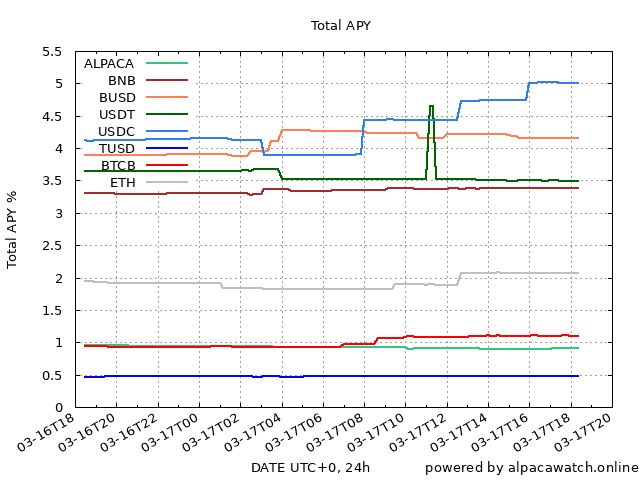 Total APY
Total APY %
5.5
5
4.5
4
3.5
3
2.5
2
1.5
1
0.5
0
ALPACA
BNB
BUSD
USDT
USDC
TUSD
BTCB
ETH
03-16T18
03-16T20
03-16T22
03-17T00
03-17T02
03-17T04
03-17T06
03-17T08
03-17T10
03-17T12
03-17T14
03-17T16
03-17T18
03-17T20
DATE UTC+0, 24h
powered by alpacawatch.online